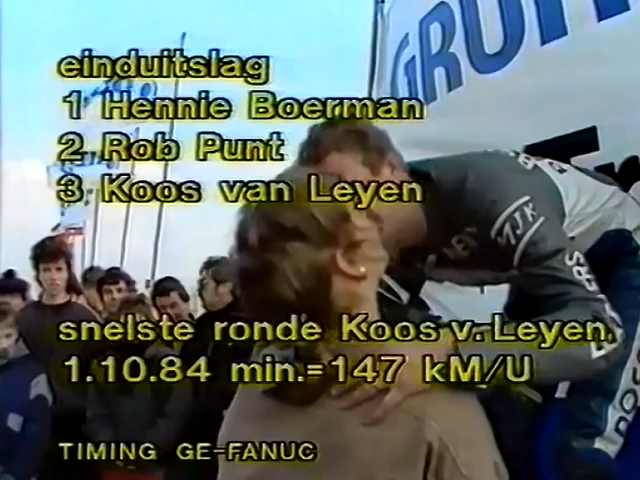 einduitslag
1 Hennie Boerman
2 Rob Punt
3 Koos van Leyen
snelste ronde Koos v. Leyen.
1.10.84 min.=147 kM/U
TIMING GE-FANUC
MJK